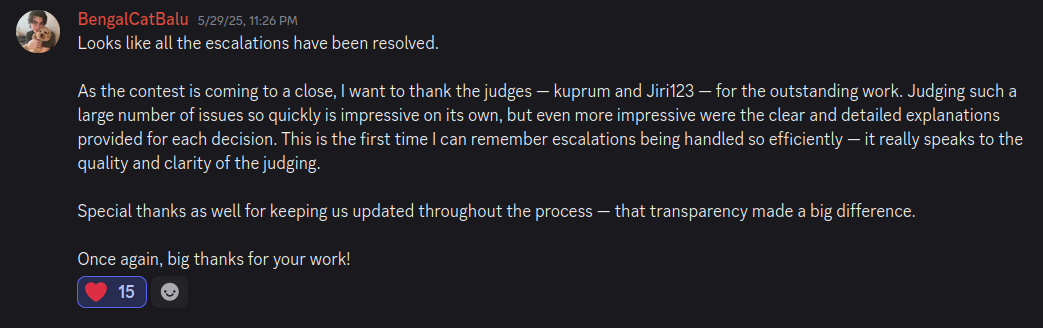 BengalCatBalu 5/29/25, 11:26 PM
Looks like all the escalations have been resolved.
As the contest is coming to a close, I want to thank the judges — kuprum and Jiri123 — for the outstanding work. Judging such a
large number of issues so quickly is impressive on its own, but even more impressive were the clear and detailed explanations
provided for each decision. This is the first time I can remember escalations being handled so efficiently — it really speaks to the
quality and clarity of the judging.
Special thanks as well for keeping us updated throughout the process — that transparency made a big difference.
Once again, big thanks for your work!
15